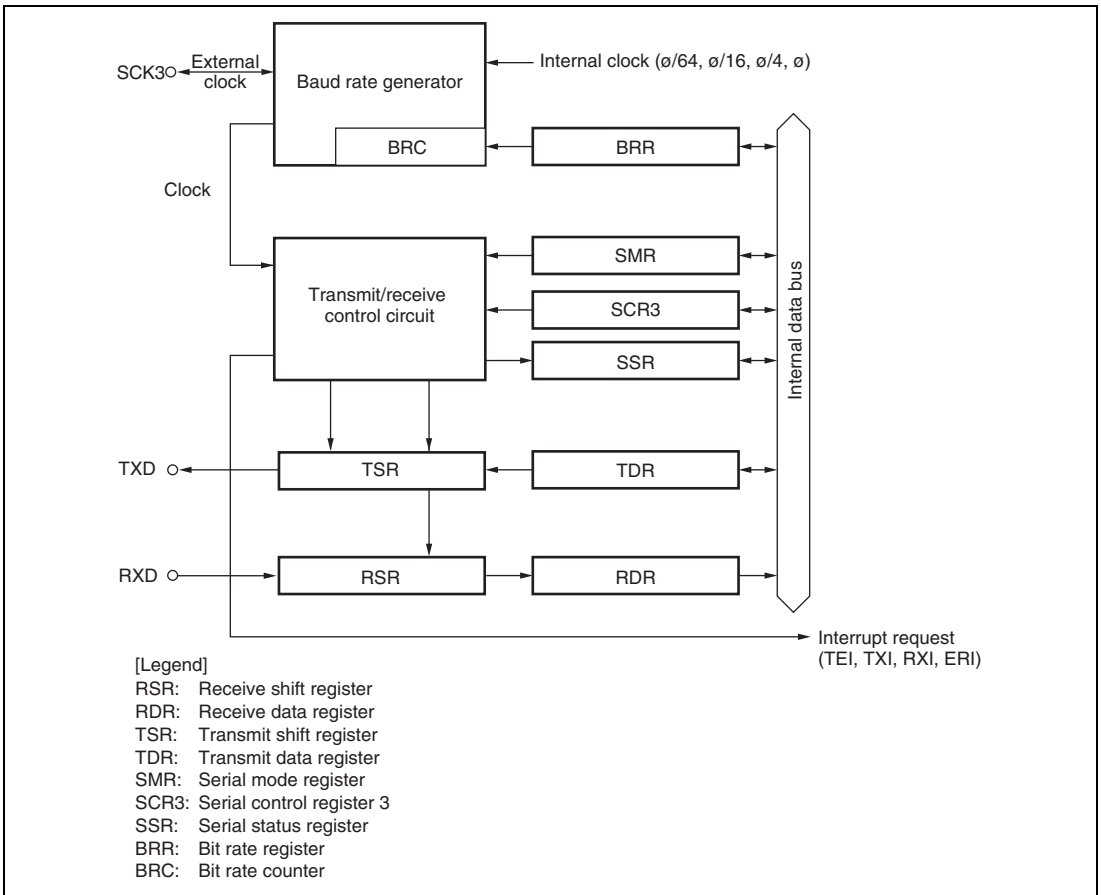 SCK3
External
clock
Baud rate generator
Internal clock (ø/64, ø/16, ø/4, ø)
BRC
BRR
Clock
SMR
Transmit/receive
control circuit
SCR3
SSR
Internal data bus
TXD
TSR
TDR
RXD
RSR
RDR
Interrupt request
(TEI, TXI, RXI, ERI)
[Legend]
RSR: Receive shift register
RDR: Receive data register
TSR: Transmit shift register
TDR: Transmit data register
SMR: Serial mode register
SCR3: Serial control register 3
SSR: Serial status register
BRR: Bit rate register
BRC: Bit rate counter